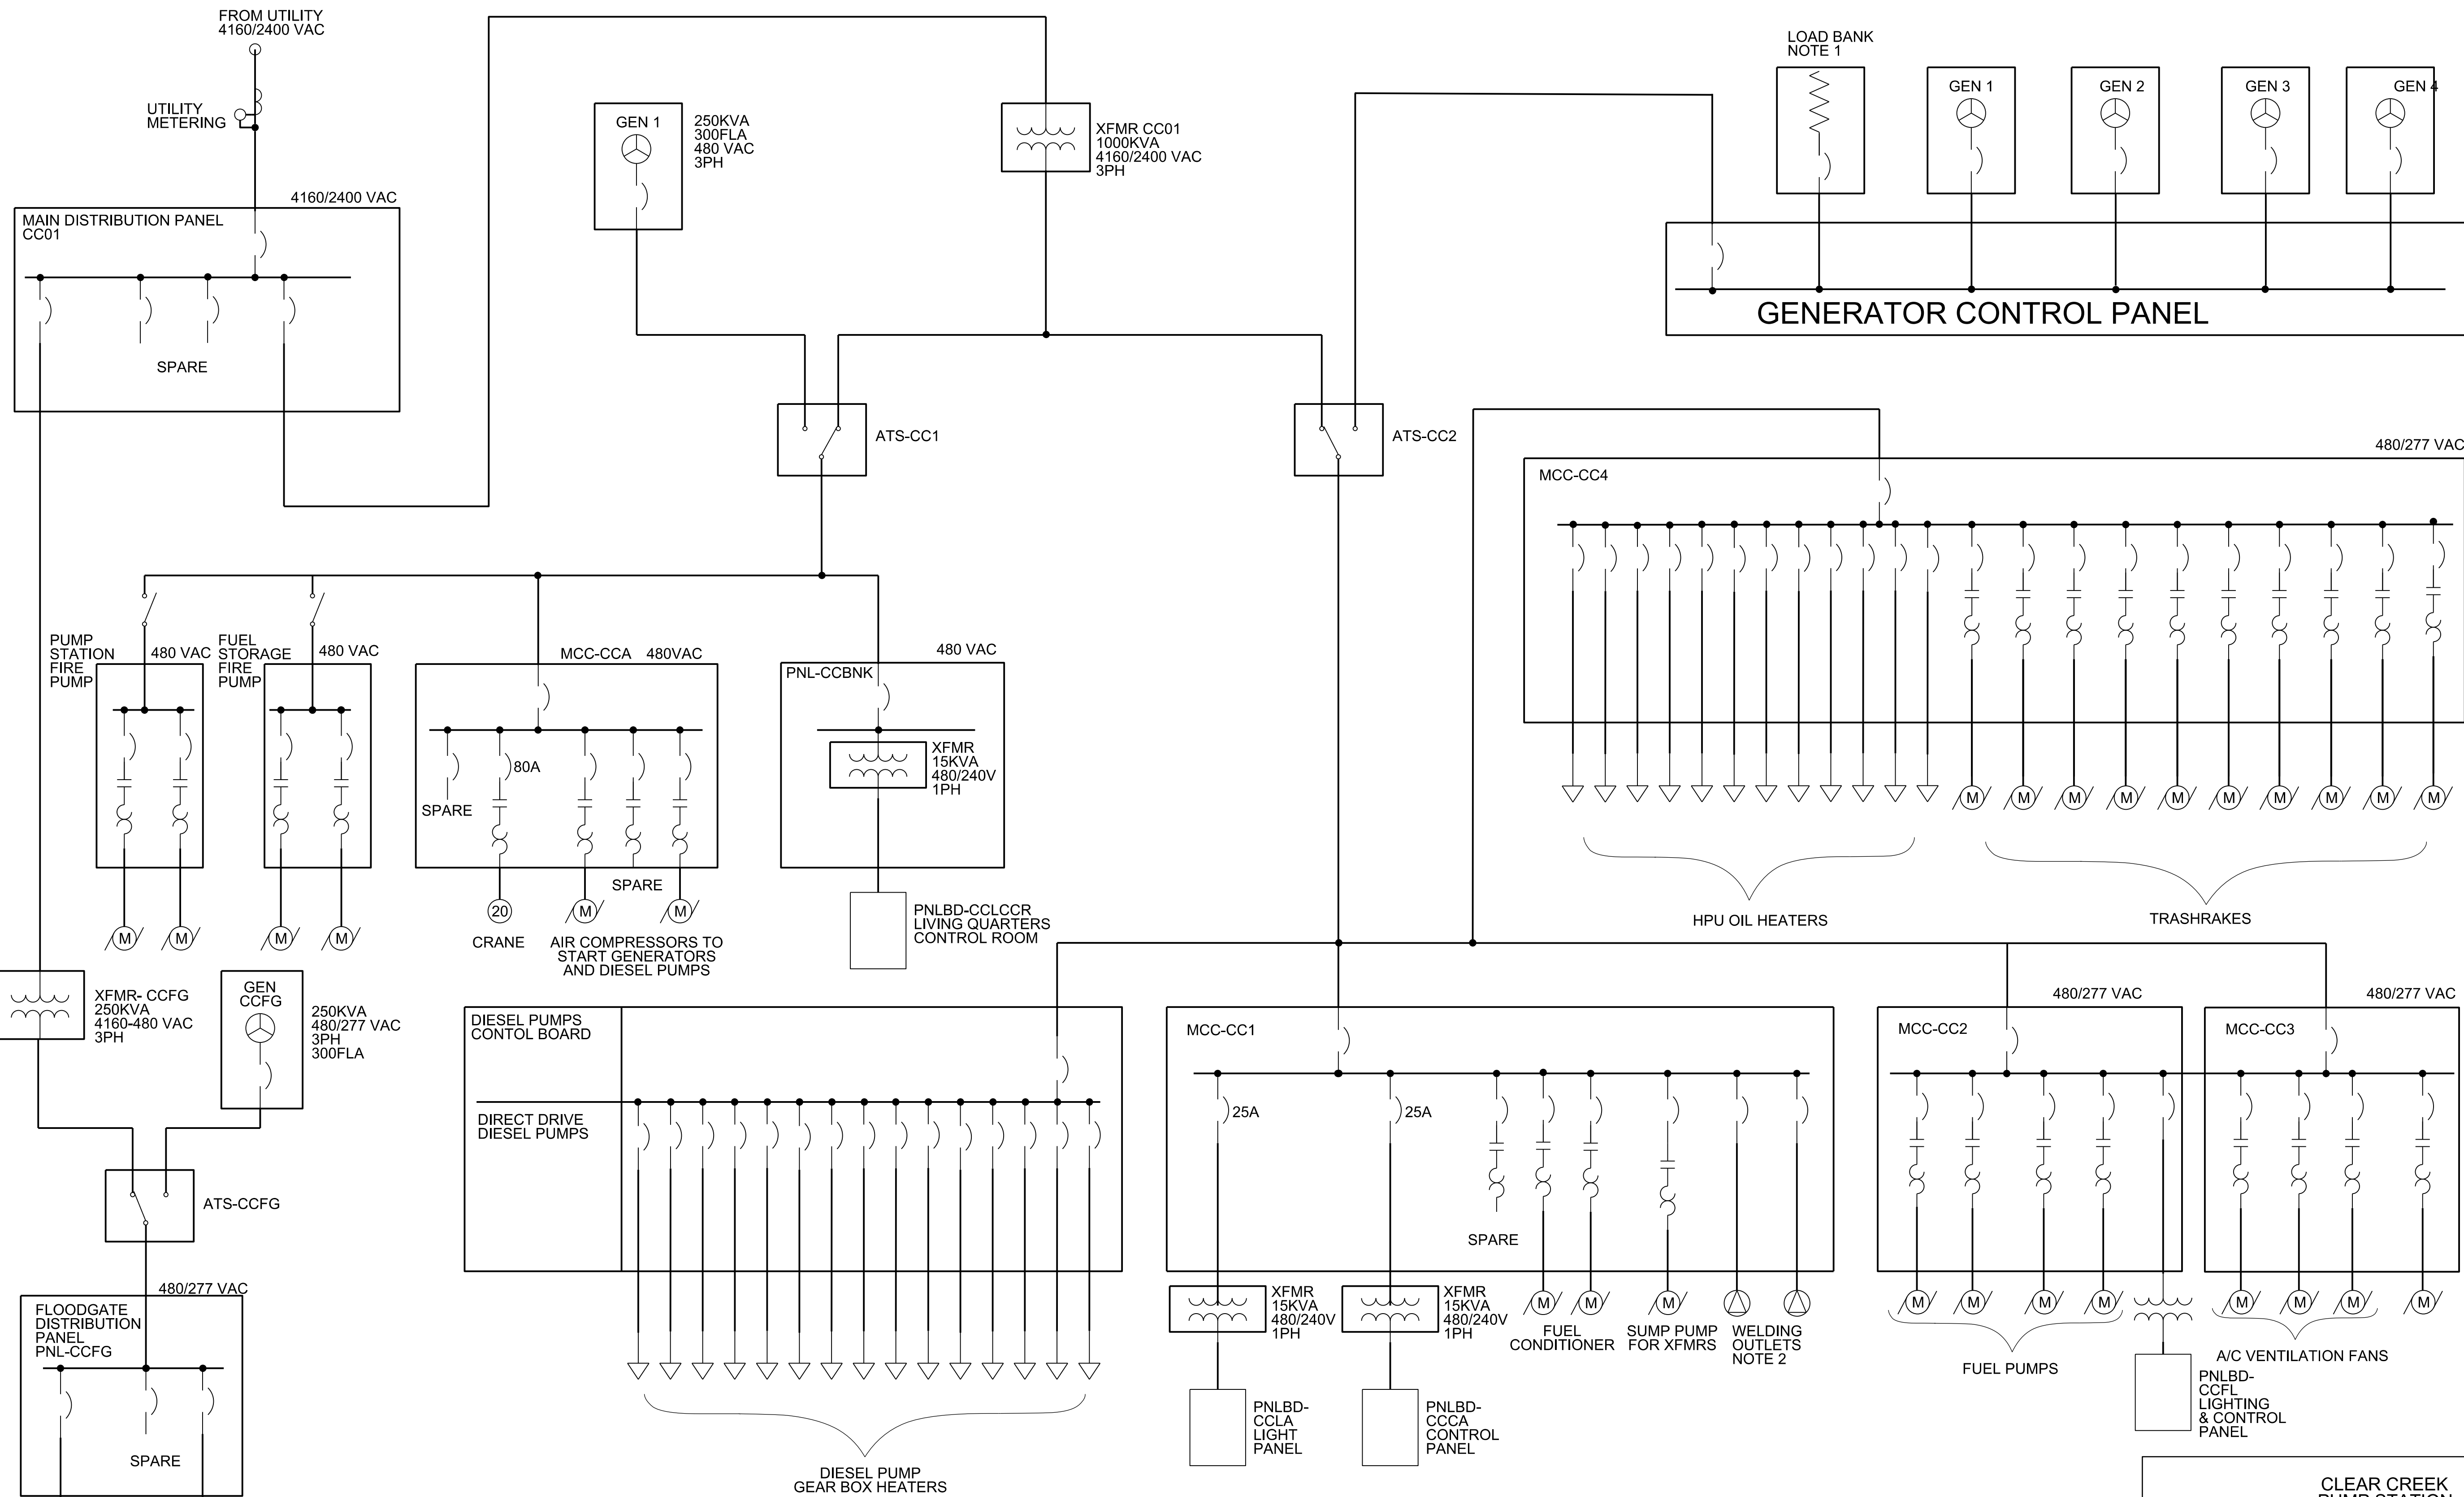 FROM UTILITY
4160/2400 VAC
UTILITY
METERING
4160/2400 VAC
MAIN DISTRIBUTION PANEL
CC01
SPARE
GEN 1
250KVA
300FLA
480 VAC
3PH
XFMR CC01
1000KVA
4160/2400 VAC
3PH
LOAD BANK
NOTE 1
GEN 1
GEN 2
GEN 3
GEN 4
GENERATOR CONTROL PANEL
ATS-CC1
ATS-CC2
480/277 VAC
MCC-CC4
HPU OIL HEATERS
M
M
M
M
M
M
M
M
M
M
TRASHRAKES
PUMP
STATION
FIRE
PUMP
480 VAC
M
M
FUEL
STORAGE
FIRE
PUMP
480 VAC
M
M
MCC-CCA 480VAC
80A
SPARE
SPARE
20
CRANE
M
M
AIR COMPRESSORS TO
START GENERATORS
AND DIESEL PUMPS
480 VAC
PNL-CCBNK
XFMR
15KVA
480/240V
1PH
PNLBD-CCLCCR
LIVING QUARTERS
CONTROL ROOM
XFMR- CCFG
250KVA
4160-480 VAC
3PH
GEN
CCFG
250KVA
480/277 VAC
3PH
300FLA
ATS-CCFG
480/277 VAC
FLOODGATE
DISTRIBUTION
PANEL
PNL-CCFG
SPARE
DIESEL PUMPS
CONTOL BOARD
DIRECT DRIVE
DIESEL PUMPS
DIESEL PUMP
GEAR BOX HEATERS
MCC-CC1
25A
25A
SPARE
XFMR
15KVA
480/240V
1PH
XFMR
15KVA
480/240V
1PH
PNLBD-
CCLA
LIGHT
PANEL
PNLBD-
CCCA
CONTROL
PANEL
M
M
FUEL
CONDITIONER
M
SUMP PUMP
FOR XFMRS
WELDING
OUTLETS
NOTE 2
480/277 VAC
MCC-CC2
M
M
M
M
FUEL PUMPS
PNLBD-
CCFL
LIGHTING
& CONTROL
PANEL
480/277 VAC
MCC-CC3
M
M
M
M
A/C VENTILATION FANS
CLEAR CREEK
PUMP STATION